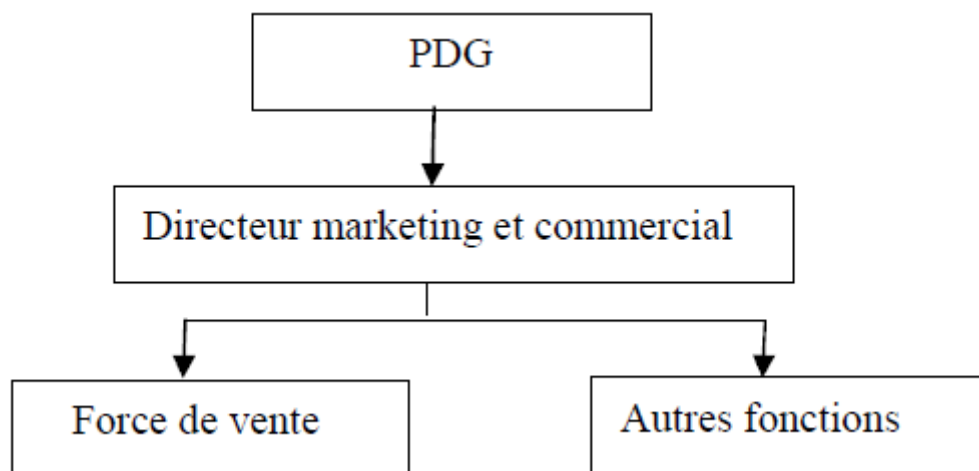 PDG
Directeur marketing et commercial
Force de vente
Autres fonctions